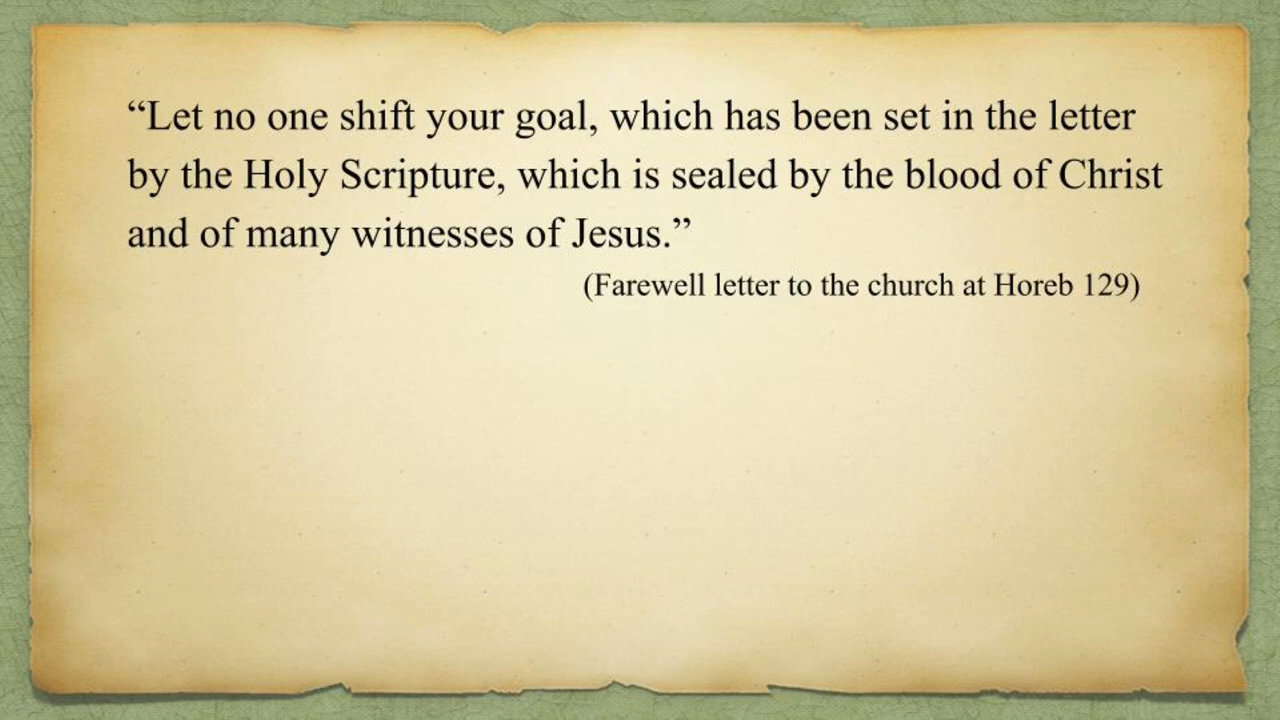 “Let no one shift your goal, which has been set in the letter
by the Holy Scripture, which is sealed by the blood of Christ
and of many witnesses of Jesus.”
(Farewell letter to the church at Horeb 129)